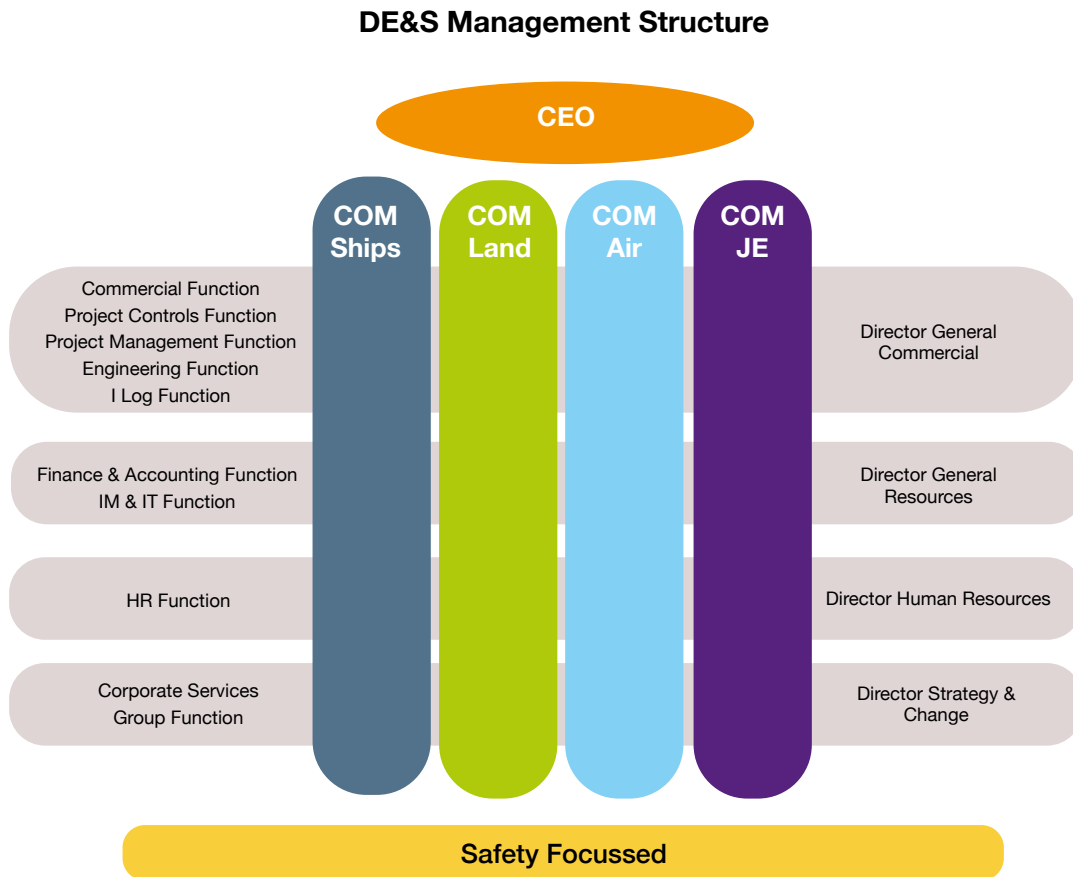 DE&S Management Structure
CEO
COM
Ships
COM
Land
COM
Air
COM
JE
Commercial Function
Project Controls Function
Project Management Function
Engineering Function
I Log Function
Director General
Commercial
Finance & Accounting Function
IM & IT Function
Director General
Resources
HR Function
Director Human Resources
Corporate Services
Group Function
Director Strategy &
Change
Safety Focussed